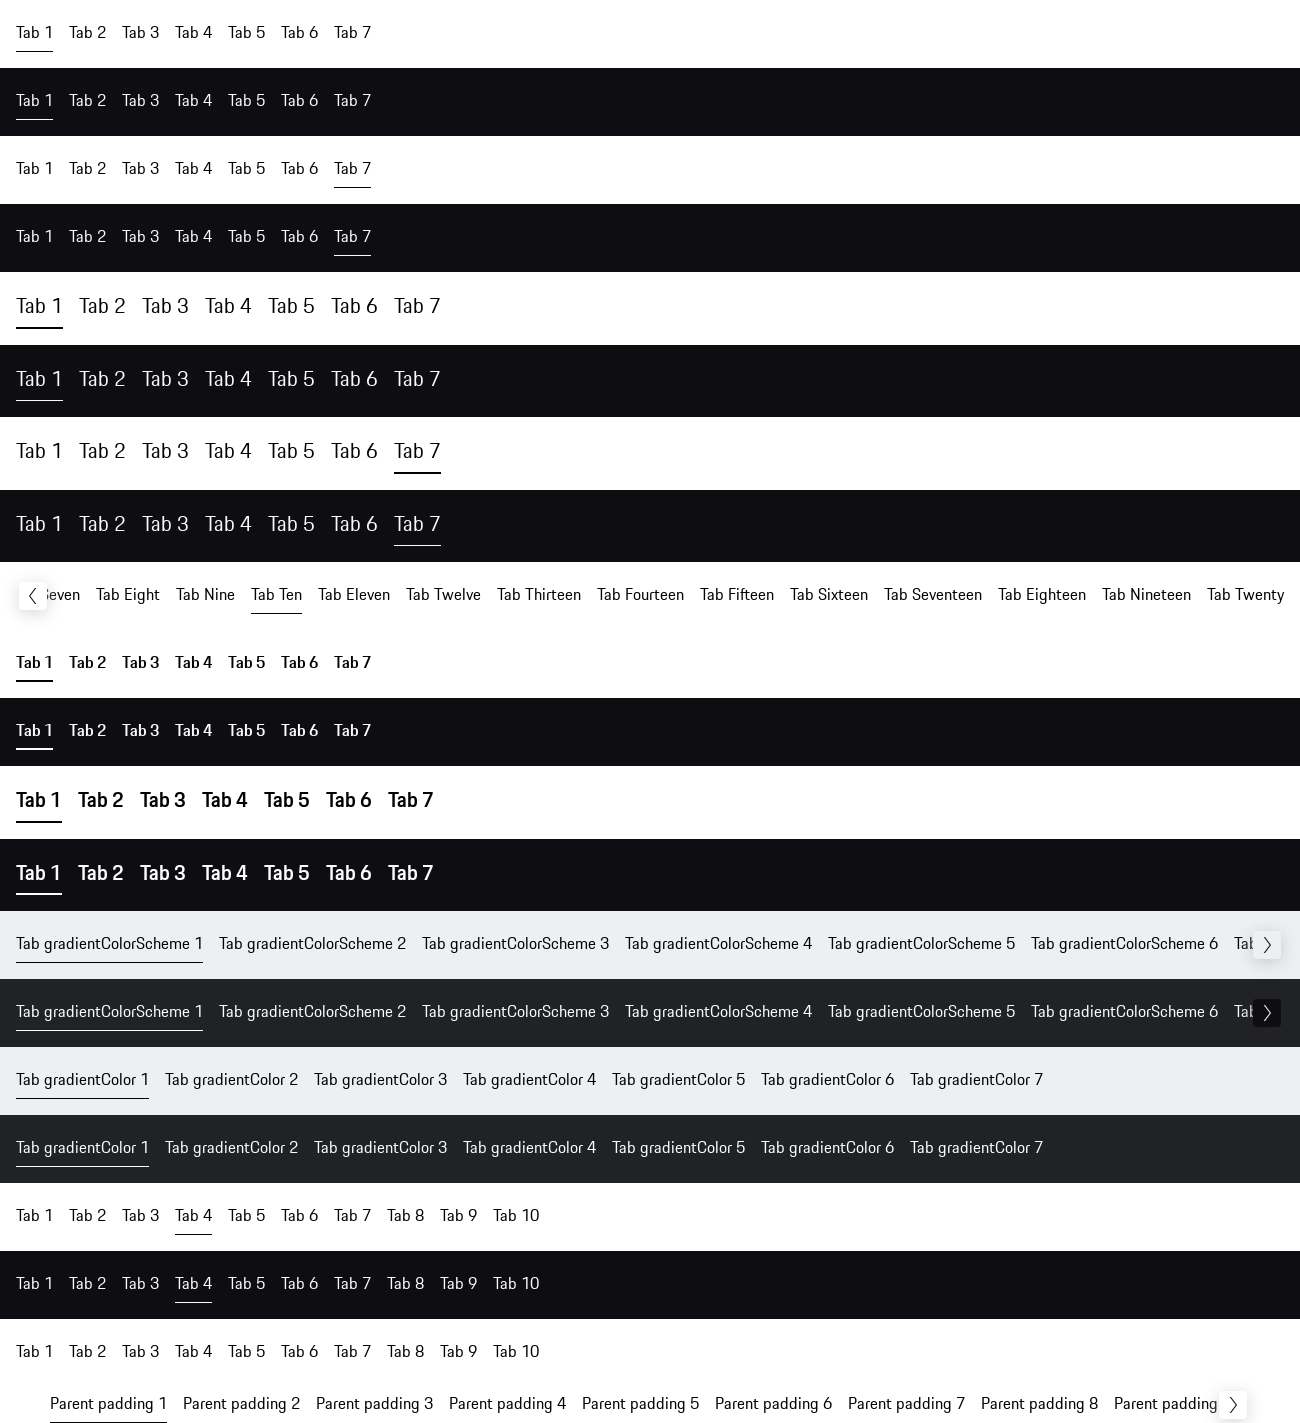 Tab 1 Tab 2 Tab 3 Tab 4 Tab 5 Tab 6 Tab 7
Tab 1 Tab 2 Tab 3 Tab 4 Tab 5 Tab 6 Tab 7
Tab 1 Tab 2 Tab 3 Tab 4 Tab 5 Tab 6 Tab 7
Tab 1 Tab 2 Tab 3 Tab 4 Tab 5 Tab 6 Tab 7
Tab 1 Tab 2 Tab 3 Tab 4 Tab 5 Tab 6 Tab 7
Tab 1 Tab 2 Tab 3 Tab 4 Tab 5 Tab 6 Tab 7
Tab 1 Tab 2 Tab 3 Tab 4 Tab 5 Tab 6 Tab 7
Tab 1 Tab 2 Tab 3 Tab 4 Tab 5 Tab 6 Tab 7
Seven Tab Eight Tab Nine Tab Ten Tab Eleven Tab Twelve Tab Thirteen Tab Fourteen Tab Fifteen Tab Sixteen Tab Seventeen Tab Eighteen Tab Nineteen Tab Twenty
Tab 1 Tab 2 Tab 3 Tab 4 Tab 5 Tab 6 Tab 7
Tab 1 Tab 2 Tab 3 Tab 4 Tab 5 Tab 6 Tab 7
Tab 1 Tab 2 Tab 3 Tab 4 Tab 5 Tab 6 Tab 7
Tab 1 Tab 2 Tab 3 Tab 4 Tab 5 Tab 6 Tab 7
Tab gradientColorScheme 1 Tab gradientColorScheme 2 Tab gradientColorScheme 3 Tab gradientColorScheme 4 Tab gradientColorScheme 5 Tab gradientColorScheme 6 Tab
Tab gradientColorScheme 1 Tab gradientColorScheme 2 Tab gradientColorScheme 3 Tab gradientColorScheme 4 Tab gradientColorScheme 5 Tab gradientColorScheme 6 Tab
Tab gradientColor 1 Tab gradientColor 2 Tab gradientColor 3 Tab gradientColor 4 Tab gradientColor 5 Tab gradientColor 6 Tab gradientColor 7
Tab gradientColor 1 Tab gradientColor 2 Tab gradientColor 3 Tab gradientColor 4 Tab gradientColor 5 Tab gradientColor 6 Tab gradientColor 7
Tab 1 Tab 2 Tab 3 Tab 4 Tab 5 Tab 6 Tab 7 Tab 8 Tab 9 Tab 10
Tab 1 Tab 2 Tab 3 Tab 4 Tab 5 Tab 6 Tab 7 Tab 8 Tab 9 Tab 10
Tab 1 Tab 2 Tab 3 Tab 4 Tab 5 Tab 6 Tab 7 Tab 8 Tab 9 Tab 10
Parent padding 1 Parent padding 2 Parent padding 3 Parent padding 4 Parent padding 5 Parent padding 6 Parent padding 7 Parent padding 8 Parent padding